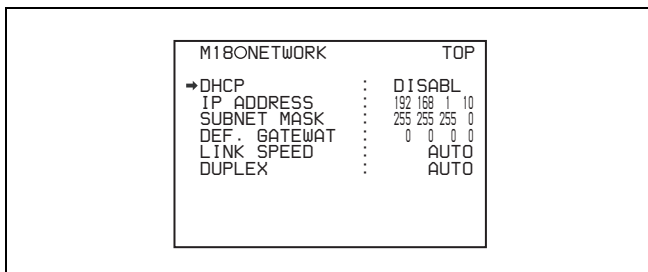 M18ONETWORK TOP
➡DHCP : DISABL
IP ADDRESS : 192 168 1 10
SUBNET MASK : 255 255 255 0
DEF. GATEWAT : 0 0 0 0
LINK SPEED : AUTO
DUPLEX : AUTO